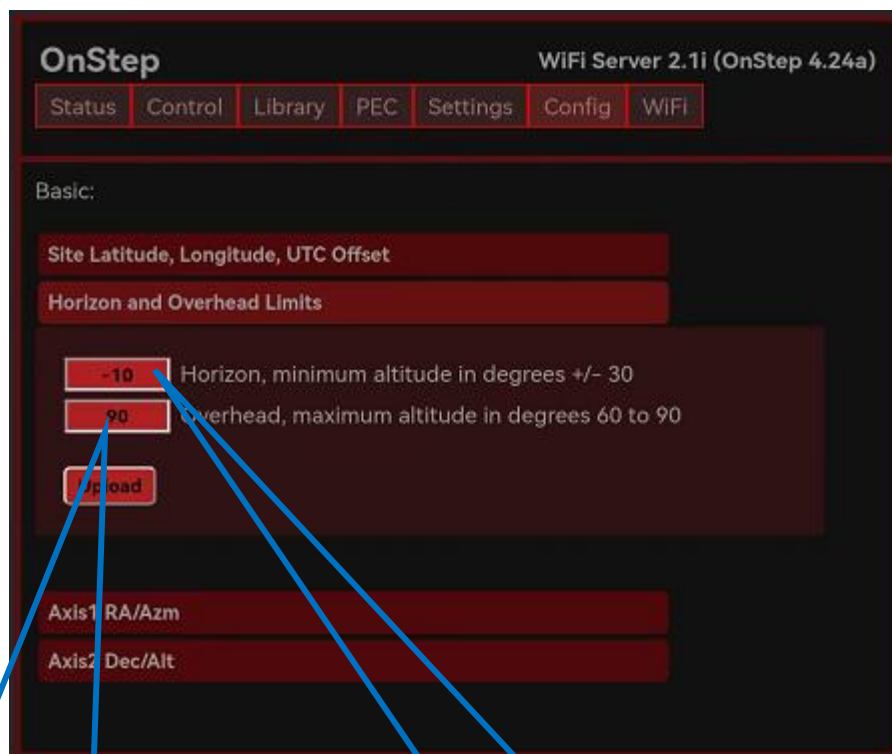 OnStep
WiFi Server 2.1i (OnStep 4.24a)
Status Control Library PEC Settings Config WiFi
Basic:
Site Latitude, Longitude, UTC Offset
Horizon and Overhead Limits
-10 Horizon, minimum altitude in degrees +/- 30
90 Overhead, maximum altitude in degrees 60 to 90
Upload
Axis1 RA/Azm
Axis2 Dec/Alt